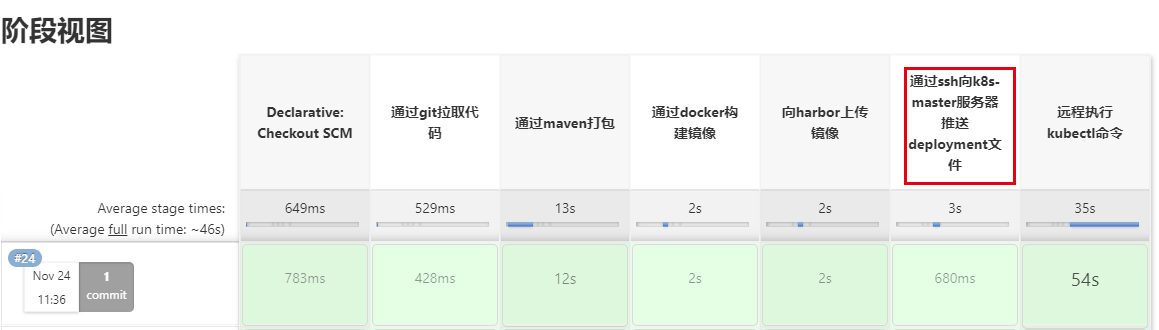 阶段视图
Declarative:
Checkout SCM
通过git拉取代
码
通过maven打包
通过docker构
建镜像
向harbor上传
镜像
通过ssh向k8s-
master服务器
推送
deployment文
件
远程执行
kubectl命令
Average stage times:
(Average full run time: ~46s)
649ms
529ms
13s
2s
2s
3s
35s
#24
Nov 24
11:36
1
commit
783ms
428ms
12s
2s
2s
680ms
54s